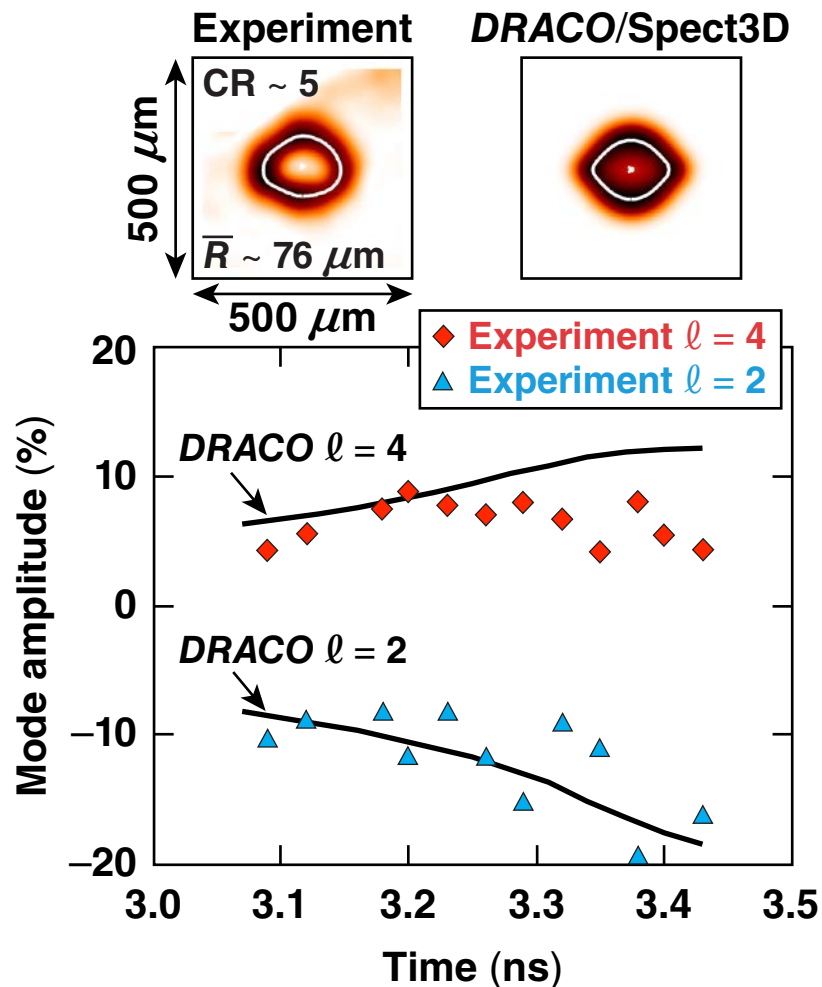 Experiment
DRACO/Spect3D
CR ~ 5
500 μm
R̅ ~ 76 μm
500 μm
Experiment ℓ = 4
Experiment ℓ = 2
DRACO ℓ = 4
DRACO ℓ = 2
Mode amplitude (%)
20
10
0
−10
−20
3.0 3.1 3.2 3.3 3.4 3.5
Time (ns)